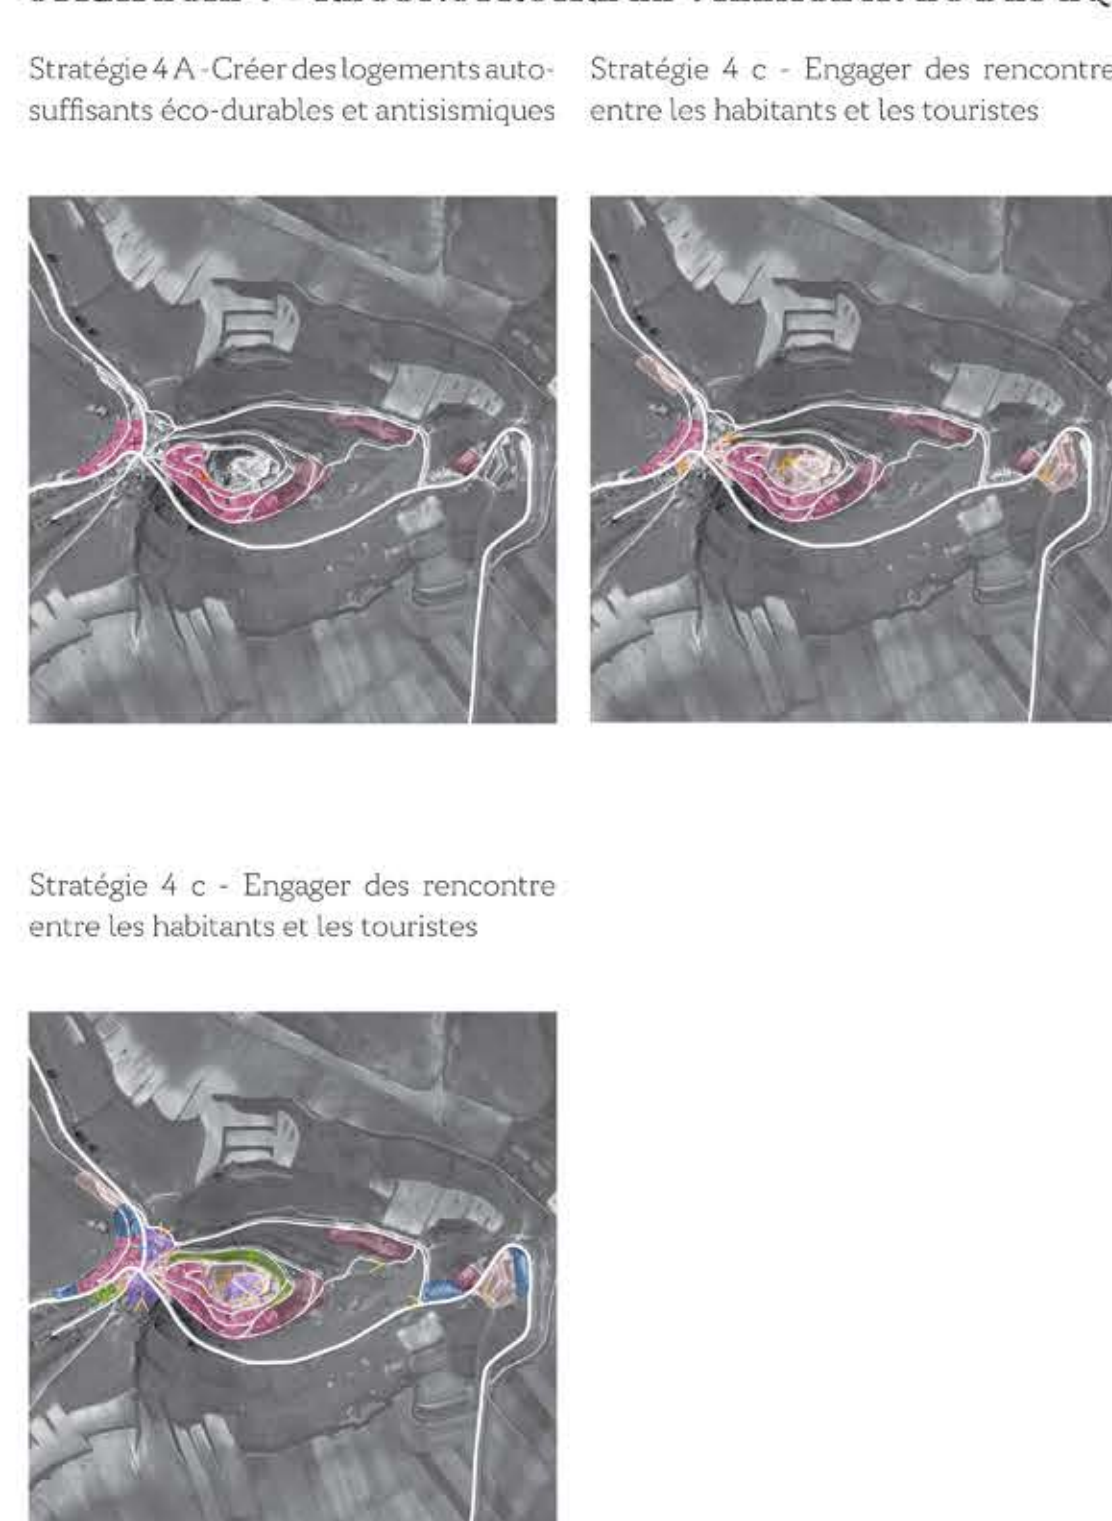 Stratégie 4 A -Créer des logements auto-
suffisants éco-durables et antisismiques
Stratégie 4 c - Engager des rencontre
entre les habitants et les touristes
Stratégie 4 c - Engager des rencontre
entre les habitants et les touristes